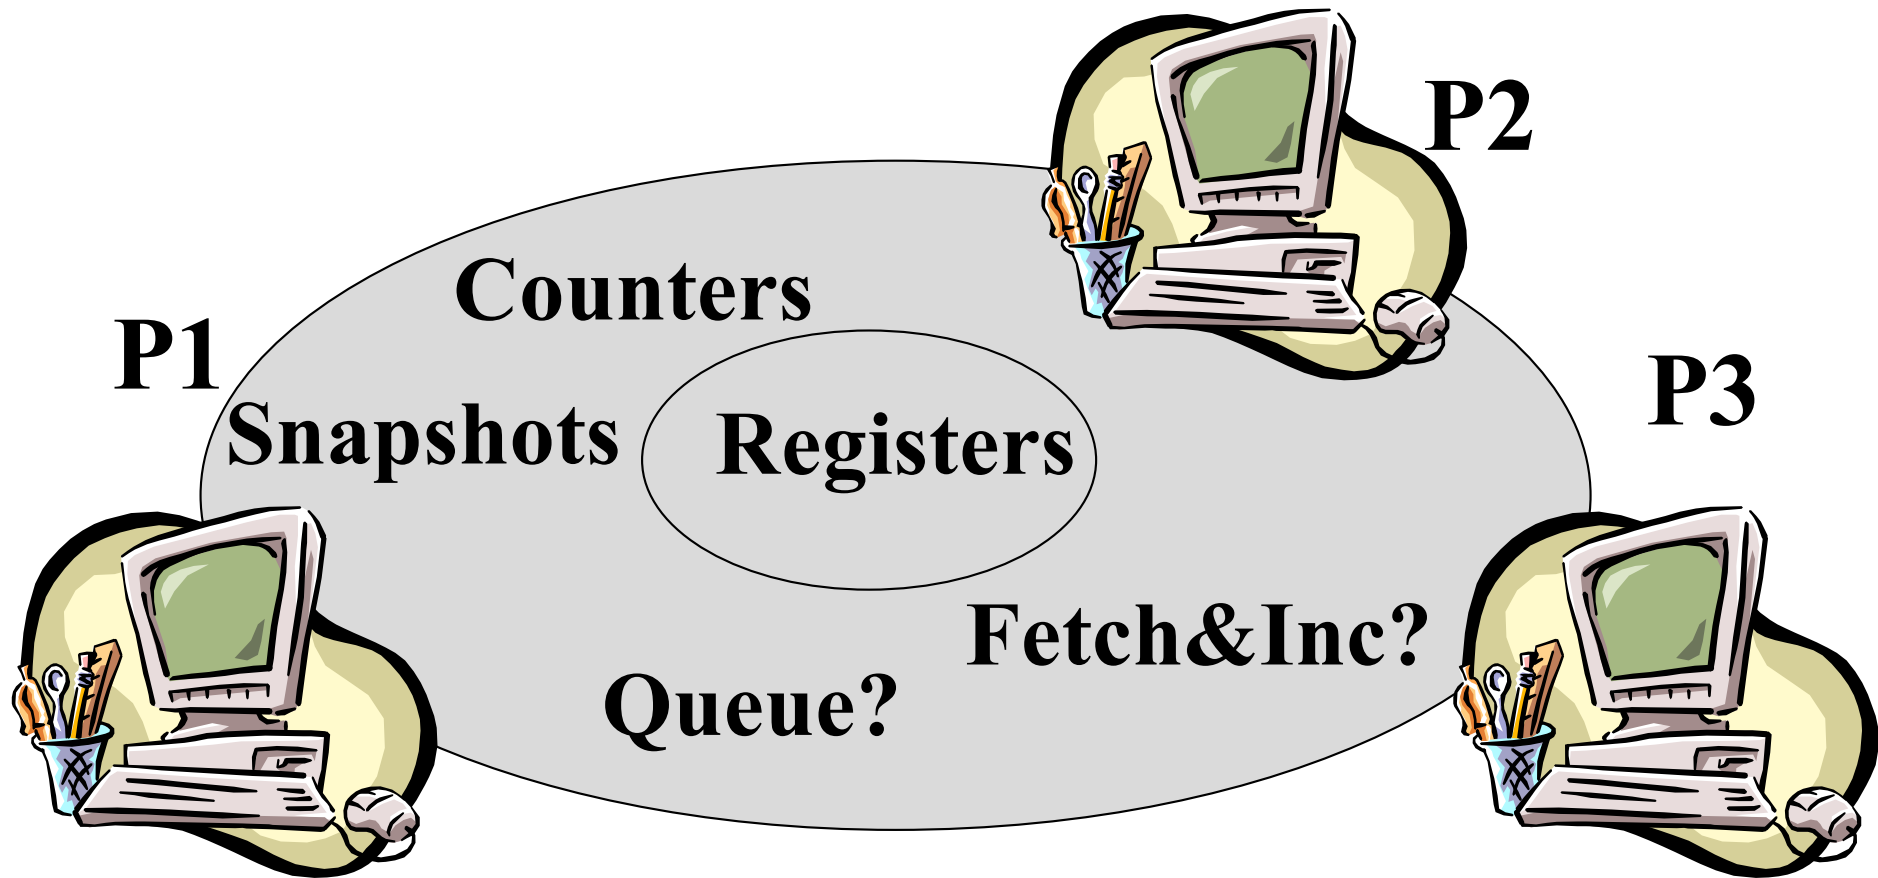 P2
Counters
P1
P3
Snapshots
Registers
Fetch&Inc?
Queue?